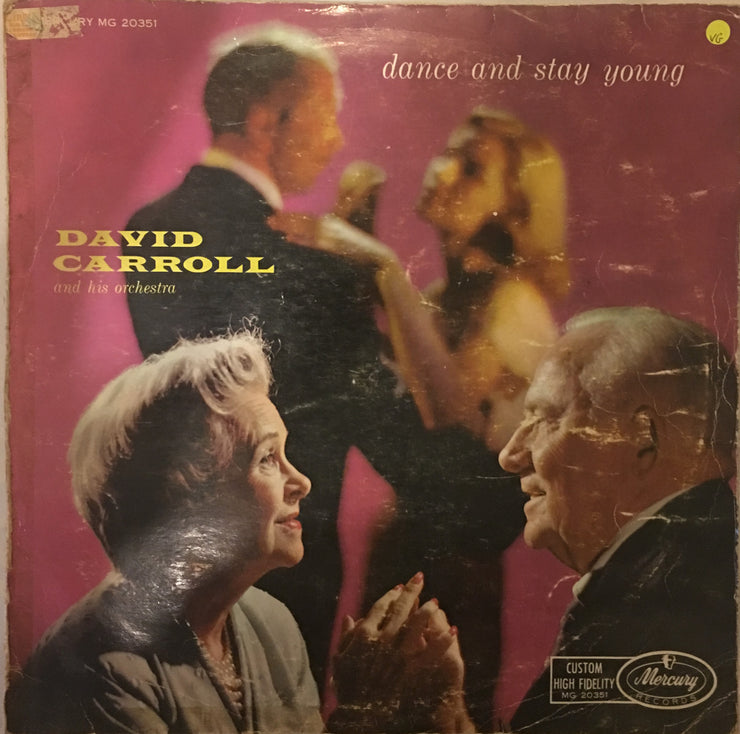 RY MG 20351
VG
dance and stay young
DAVID
CARROLL
and his orchestra
CUSTOM
HIGH FIDELITY
MG 20351
Mercury
RECORDS